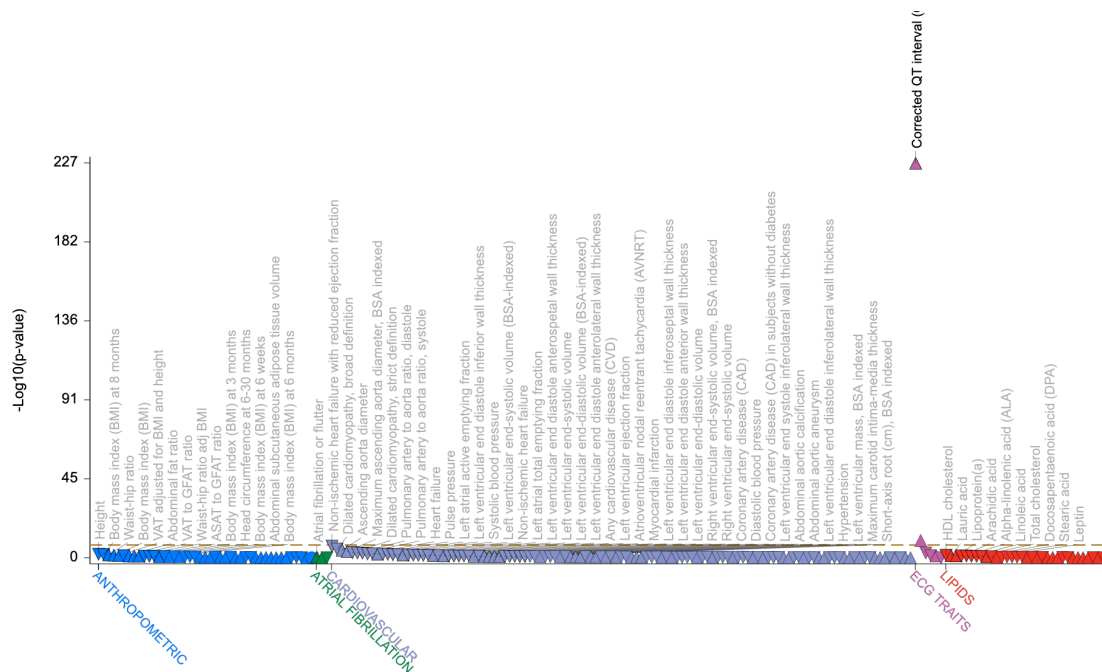 Corrected QT interval (
-Log10((p-value)
227
182
136
91
45
0
Height
Body mass index (BMI) at 8 months
Waist-hip ratio
Body mass index (BMI)
VAT adjusted for BMI and height
Abdominal fat ratio
VAT to GFAT ratio
Waist-hip ratio adj BMI
ASAT to GFAT ratio
Body mass index (BMI) at 3 months
Head circumference at 6-30 months
Body mass index (BMI) at 6 weeks
Abdominal subcutaneous adipose tissue volume
Body mass index (BMI) at 6 months
Atrial fibrillation or flutter
Non-ischemic heart failure with reduced ejection fraction
Dilated cardiomyopathy, broad definition
Ascending aorta diameter
Maximum ascending aorta diameter, BSA indexed
Dilated cardiomyopathy, strict definition
Pulmonary artery to aorta ratio, diastole
Pulmonary artery to aorta ratio, systole
Heart failure
Pulse pressure
Left atrial active emptying fraction
Left ventricular end diastole inferior wall thickness
Systolic blood pressure
Left ventricular end-systolic volume (BSA-indexed)
Non-ischemic heart failure
Left atrial total emptying fraction
Left ventricular end diastole anterospetal wall thickness
Left ventricular end-systolic volume
Left ventricular end-diastolic volume (BSA-indexed)
Left ventricular end diastole anterolateral wall thickness
Any cardiovascular disease (CVD)
Left ventricular ejection fraction
Atrioventricular nodal reentrant tachycardia (AVNRT)
Myocardial infarction
Left ventricular end diastole inferoseptal wall thickness
Left ventricular end diastole anterior wall thickness
Left ventricular end-diastolic volume
Right ventricular end-systolic volume, BSA indexed
Right ventricular end-systolic volume
Coronary artery disease (CAD)
Diastolic blood pressure
Coronary artery disease (CAD) in subjects without diabetes
Left ventricular end systole inferolateral wall thickness
Abdominal aortic calcification
Abdominal aortic aneurysm
Left ventricular end diastole inferolateral wall thickness
Hypertension
Left ventricular mass, BSA indexed
Maximum carotid intima-media thickness
Short-axis root (cm), BSA indexed
HDL cholesterol
Lauric acid
Lipoprotein(a)
Arachidic acid
Alpha-linolenic acid (ALA)
Linoleic acid
Total cholesterol
Docosapentaenoic acid (DPA)
Stearic acid
Leptin
ANTHROPOMETRIC
ATRIAL FIBRILLATION
CARDIOVASCULAR
ECG TRAITS
LIPIDS